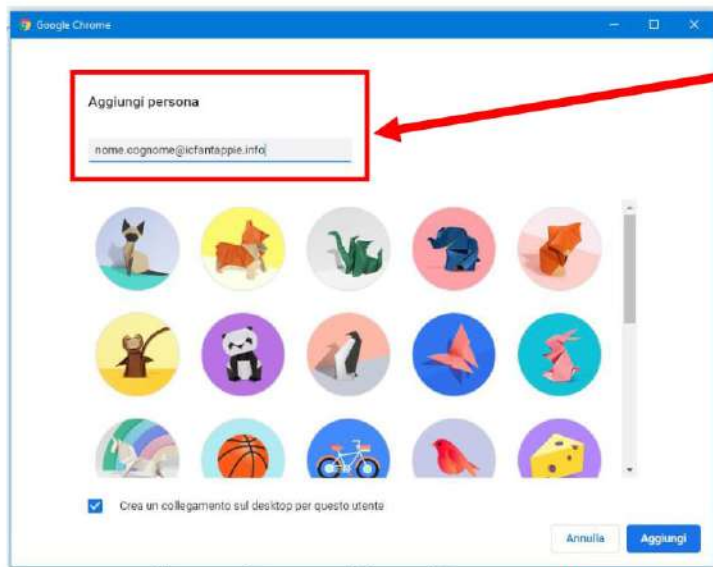 Google Chrome
Aggiungi persona
nome.cognome@icfantappie.info
Crea un collegamento sul desktop per questo utente
Annulla
Aggiungi